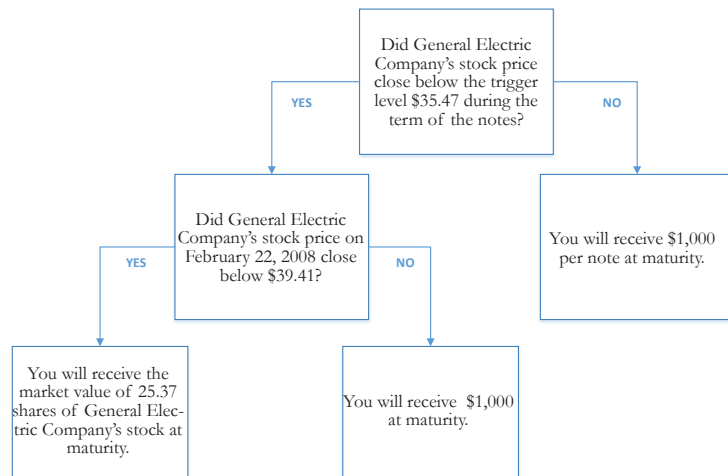 Did General Electric
Company's stock price
close below the trigger
level $35.47 during the
term of the notes?
YES
NO
Did General Electric
Company's stock price on
February 22, 2008 close
below $39.41?
You will receive $1,000
per note at maturity.
YES
NO
You will receive the
market value of 25.37
shares of General Elec-
tric Company's stock at
maturity.
You will receive $1,000
at maturity.